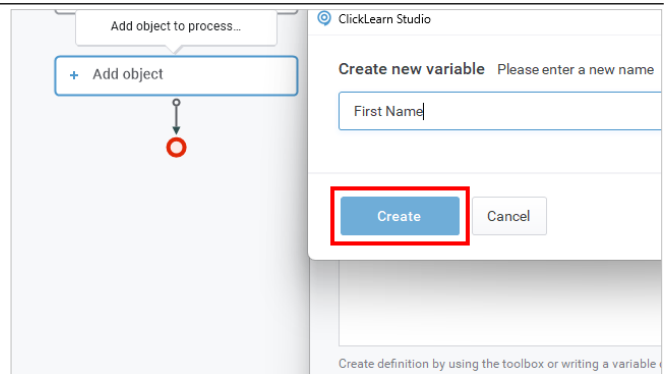 Add object to process...
+ Add object
ClickLearn Studio
Create new variable Please enter a new name
First Name
Create
Cancel
Create definition by using the toolbox or writing a variable